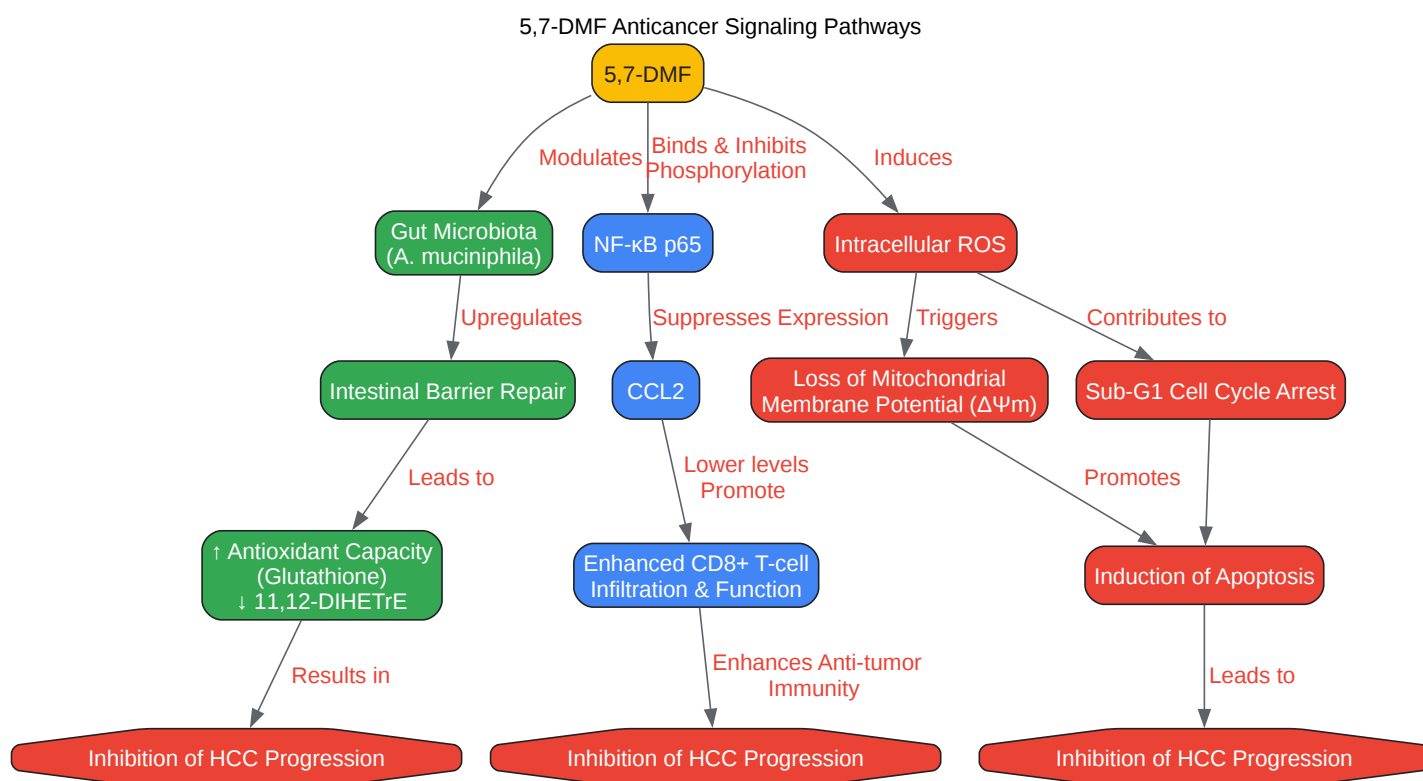 5,7-DMF Anticancer Signaling Pathways
5,7-DMF
Modulates
Binds & Inhibits
Phosphorylation
Induces
Gut Microbiota
(A. muciniphila)
NF-κB p65
Intracellular ROS
Upregulates
Suppresses Expression
Triggers
Contributes to
Intestinal Barrier Repair
CCL2
Loss of Mitochondrial
Membrane Potential (ΔΨm)
Sub-G1 Cell Cycle Arrest
Leads to
Lower levels
Promote
Promotes
↑ Antioxidant Capacity
(Glutathione)
↓ 11,12-DIHETrE
Enhanced CD8+ T-cell
Infiltration & Function
Induction of Apoptosis
Results in
Enhances Anti-tumor
Immunity
Leads to
Inhibition of HCC Progression
Inhibition of HCC Progression
Inhibition of HCC Progression